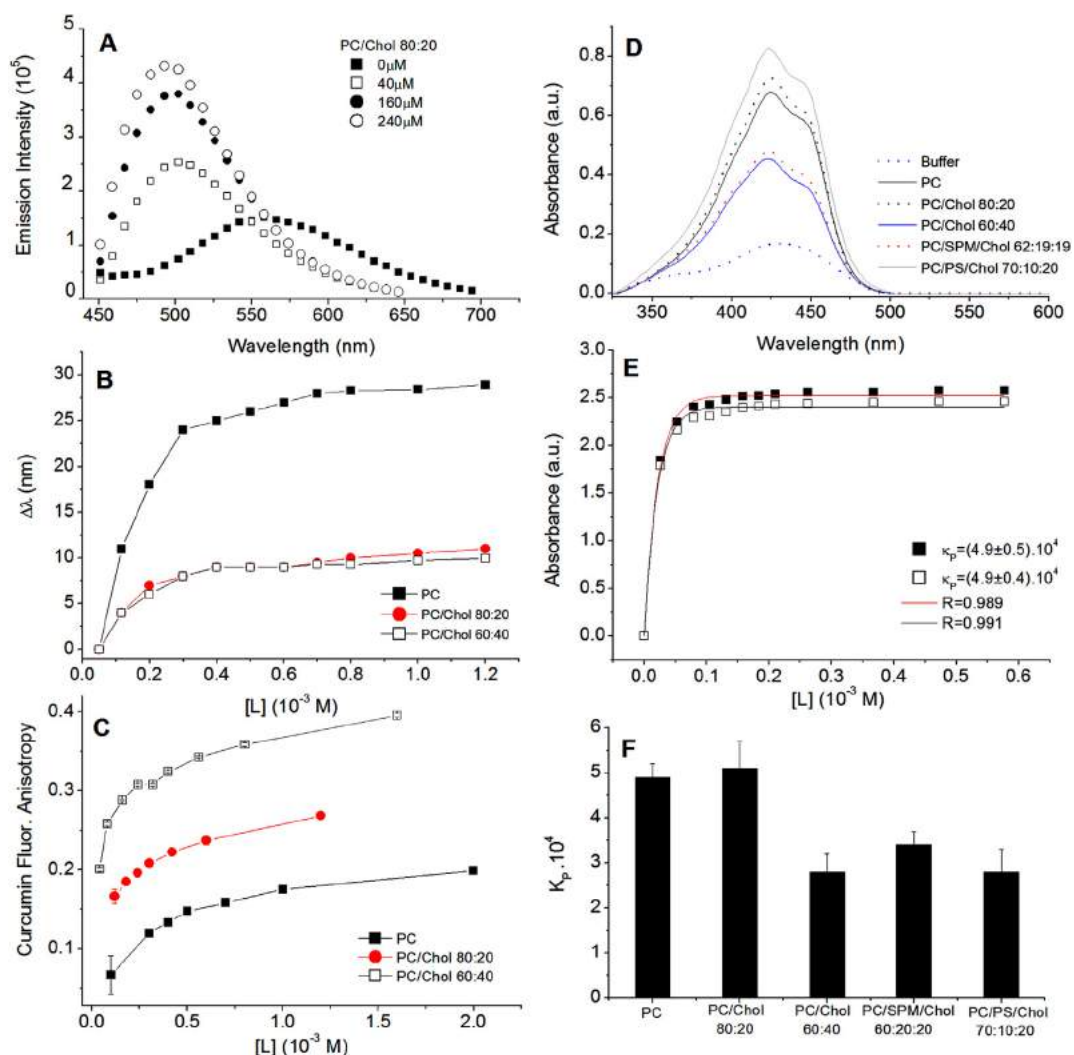 A
PC/Chol 80:20
0μM
40μM
160μM
240μM
Emission Intensity (10⁵)
5
4
3
2
1
0
450 500 550 600 650 700
Wavelength (nm)
D
Buffer
PC
PC/Chol 80:20
PC/Chol 60:40
PC/SPM/Chol 62:19:19
PC/PS/Chol 70:10:20
Absorbance (a.u.)
0.8
0.6
0.4
0.2
0.0
350 400 450 500 550 600
Wavelength (nm)
B
PC
PC/Chol 80:20
PC/Chol 60:40
Δλ (nm)
30
25
20
15
10
5
0
0.0 0.2 0.4 0.6 0.8 1.0 1.2
[L] (10⁻³ M)
E
κP=(4.9±0.5).10⁴
κP=(4.9±0.4).10⁴
R=0.989
R=0.991
Absorbance (a.u.)
3.0
2.5
2.0
1.5
1.0
0.5
0.0
0.0 0.1 0.2 0.3 0.4 0.5 0.6
[L] (10⁻³ M)
C
PC
PC/Chol 80:20
PC/Chol 60:40
Curcumin Fluor. Anisotropy
0.4
0.3
0.2
0.1
0.0 0.5 1.0 1.5 2.0
[L] (10⁻³ M)
F
KP .10⁴
6
5
4
3
2
1
0
PC
PC/Chol
80:20
PC/Chol
60:40
PC/SPM/Chol
60:20:20
PC/PS/Chol
70:10:20